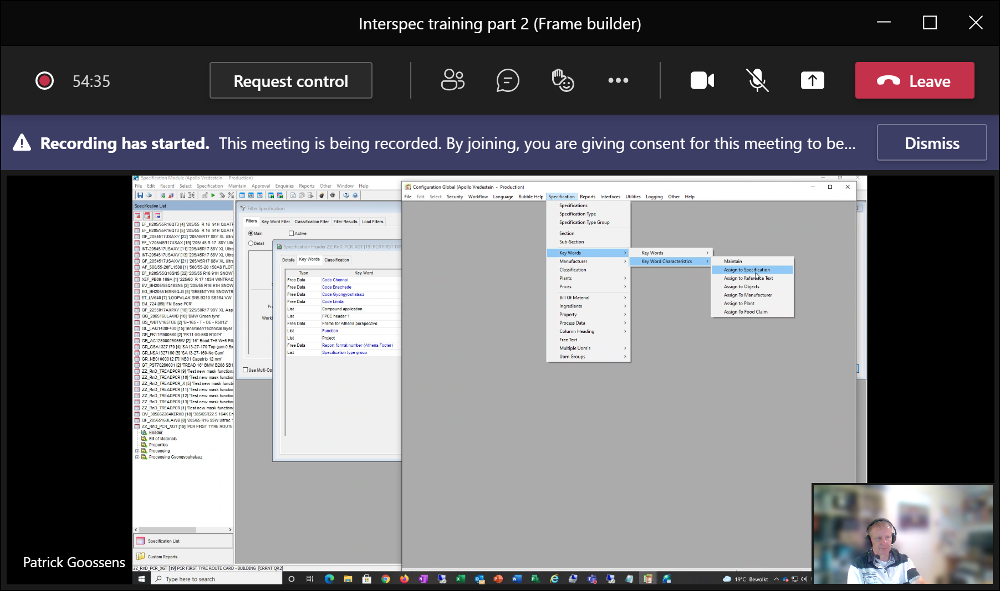 Interspec training part 2 (Frame builder)
54:35
Request control
Leave
Recording has started. This meeting is being recorded. By joining, you are giving consent for this meeting to be...
Dismiss
Specification Module (Apollo Vredestein - Production)
File Edit Record Select Specification Maintain Approval Enquiries Reports Other Window Help
Specification List
EF_H205/55R16QT3 [4] '205/55 R 16 91H QUATF
EF_H205/55R16QT3 [5] '205/55 R 16 91H QUATF
GF_2054517USAXY [22] '205/45R17 88Y XL Ultra
EF_Y205/45R17USAX [19] '205/ 45 R 17 88Y Ultr
INT-2054517USAXY [11] '205/45R17 88Y XL Ultra
INT-2054517USAXV [13] '205/45R17 88V XL Ultra
GF_2054517USAXV [21] '205/45R17 88V XL Ultra
AF_500/55-20FL1508 [1] '500/55-20 150A8 FLOT
EF_H205/55Q16SN5 [22] '205/55 R16 91H SNOW
XEF_PB09-169A [1] '225/60 R 17 103H WINTRAC
EV_BH20555Q16SN5 [2] '205/55 R16 91H SNOW
EG_BH205516SN5Q-G [5] 'GREENTYRE SNOWTR
ET_LV640 [7] 'LOOPVLAK SN5 B210 SB164 VW
EM_724 [89] 'FM Base PCR'
GF_2255017AXPXY [18] '225/50R17 98Y XL Asp
GG_206516ULAWB [10] 'BMW Green tyre'
GS_WBTV165TOE [2] 'B=165 - T - OE - R5012'
GL_LAQ1430F430 [15] 'Innerliner/Technical layer
GR_PK11M900580 [2] 'PK11-90-580 B1024'
GB_AC12800025055W [2] '16" Bead T=5 W=5 Fill
GR_GSA1327170 [4] 'SA13-27-170 Top gum 0.5x
GR_NSA1327160 [5] 'SA13-27-160-No Gum'
GR_NB01000012 [7] 'NB01 Capstrip 12 mm'
GT_PST70260001 [2] 'TREAD 16" BMW B208 SB1
ZZ_RnD_TREADPCR [9] 'Test new mask functiona
ZZ_RnD_TREADPCR [10] 'Test new mask function
ZZ_RnD_TREADPCR_X [5] 'Test new mask functi
ZZ_RnD_TREADPCR [11] 'Test new mask function
ZZ_RnD_TREADPCR [12] 'Test new mask function
ZZ_RnD_TREADPCR [13] 'Test new mask function
ZZ_RnD_TREADPCR [1] 'Test new mask functiona
GV_385652264KERHD [18] '385/65R22.5 164K En
GF_2056516ULAWB [8] '205/65 R 16 95W Ultrac *
ZZ_RnD_PCR_XGT [19] 'PCR FIRST TYRE ROUTE
Header
Bill of Materials
Properties
Processing
Processing Gyongyoshalasz
Specification List
Custom Reports
ZZ_RnD_PCR_XGT [19] PCR FIRST TYRE ROUTE CARD - BUILDING [CRRNT QR2]
Filter Specification
Filters Key Word Filter Classification Filter Filter Results Load Filters
Main Active
Detail
Fr
Workl
Use Multi-Op
Specification Header ZZ_RnD_PCR_XGT [19] PCR FIRST TYR
Details Key Words Classification
Type Key Word
Free Data Code Chennai
Free Data Code Enschede
Free Data Code Gyongyoshalasz
Free Data Code Limda
List Compound application
List FPCC header 1
Free Data Frame for Athena perspective
List Function
List Project
Free Data Report format number (Athena Footer)
List Specification type group
Configuration Global (Apollo Vredestein - Production)
File Edit Select Security Workflow Language Bubble Help Specification Reports Interfaces Utilities Logging Other Help
Specifications
Specification Type
Specification Type Group
Section
Sub-Section
Key Words
Manufacturer
Classification
Plants
Prices
Bill Of Material
Ingredients
Property
Process Data
Column Heading
Free Text
Multiple Uom's
Uom Groups
Key Words
Key Word Characteristics
Maintain
Assign to Specification
Assign to Reference Text
Assign to Objects
Assign To Manufacturer
Assign to Plant
Assign To Food Claim
Patrick Goossens
Type here to search
19°C Bewolkt